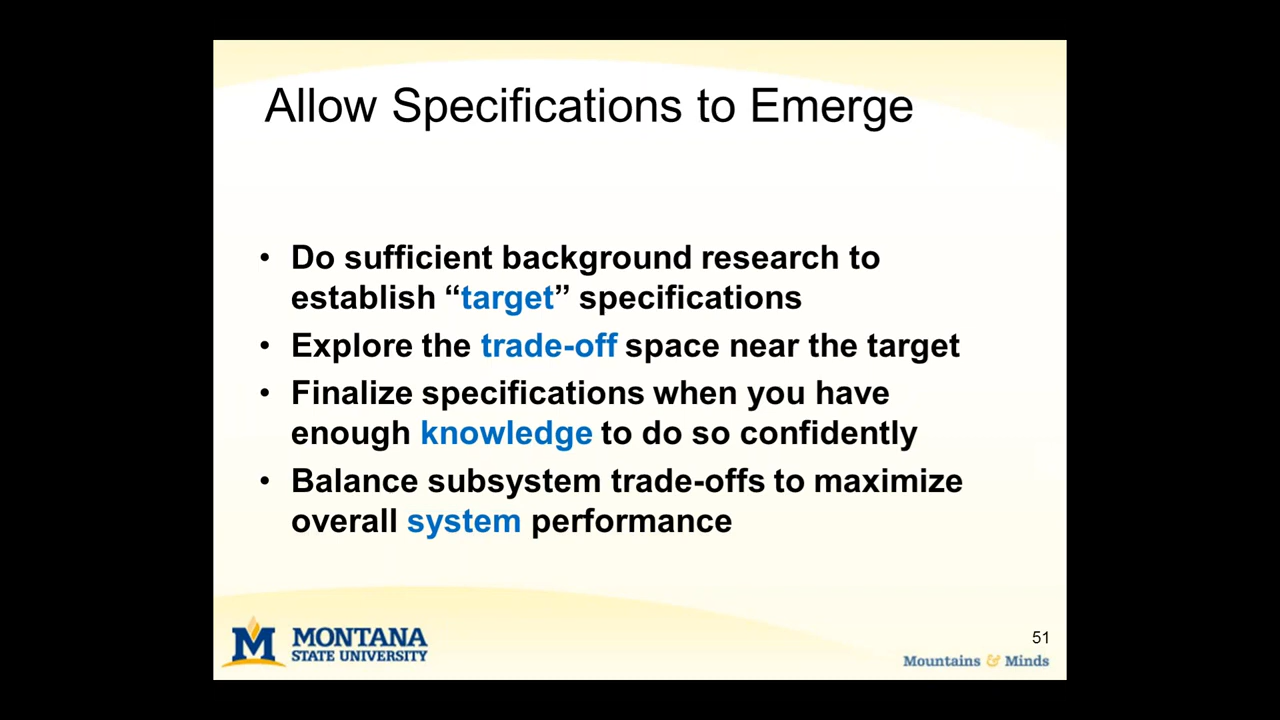 Allow Specifications to Emerge
• Do sufficient background research to
establish “target” specifications
• Explore the trade-off space near the target
• Finalize specifications when you have
enough knowledge to do so confidently
• Balance subsystem trade-offs to maximize
overall system performance
M MONTANA
STATE UNIVERSITY
51
Mountains & Minds